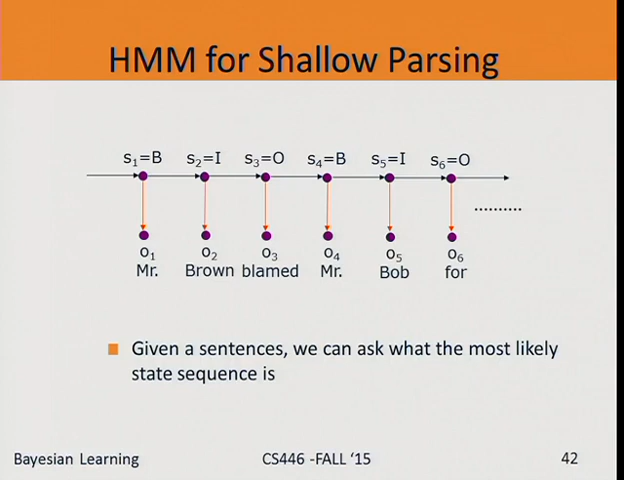 HMM for Shallow Parsing
s1=B s2=I s3=O s4=B s5=I s6=O
..........
o1 o2 o3 o4 o5 o6
Mr. Brown blamed Mr. Bob for
Given a sentences, we can ask what the most likely
state sequence is
Bayesian Learning CS446 -FALL ‘15 42